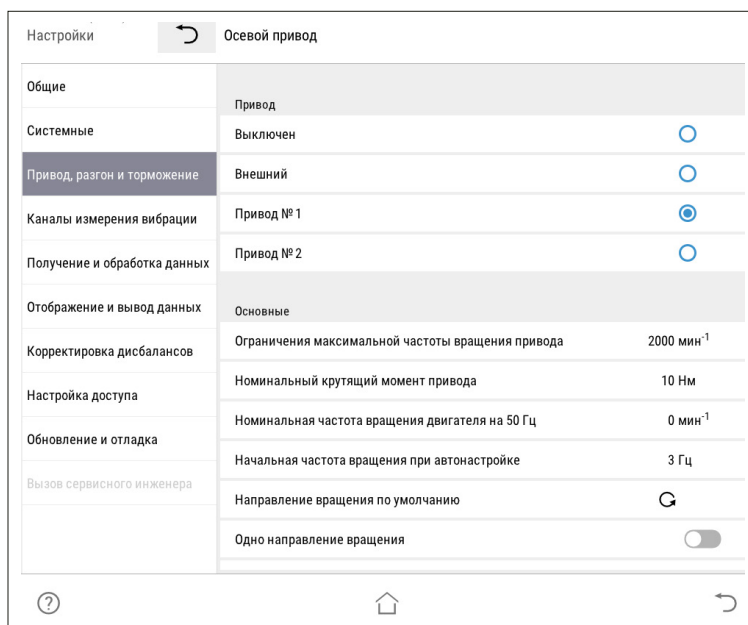 Настройки
Осевой привод
Общие
Системные
Привод, разгон и торможение
Каналы измерения вибрации
Получение и обработка данных
Отображение и вывод данных
Корректировка дисбалансов
Настройка доступа
Обновление и отладка
Вызов сервисного инженера
Привод
Выключен
Внешний
Привод № 1
Привод № 2
Основные
Ограничения максимальной частоты вращения привода 2000 мин⁻¹
Номинальный крутящий момент привода 10 Нм
Номинальная частота вращения двигателя на 50 Гц 0 мин⁻¹
Начальная частота вращения при автонастройке 3 Гц
Направление вращения по умолчанию
Одно направление вращения